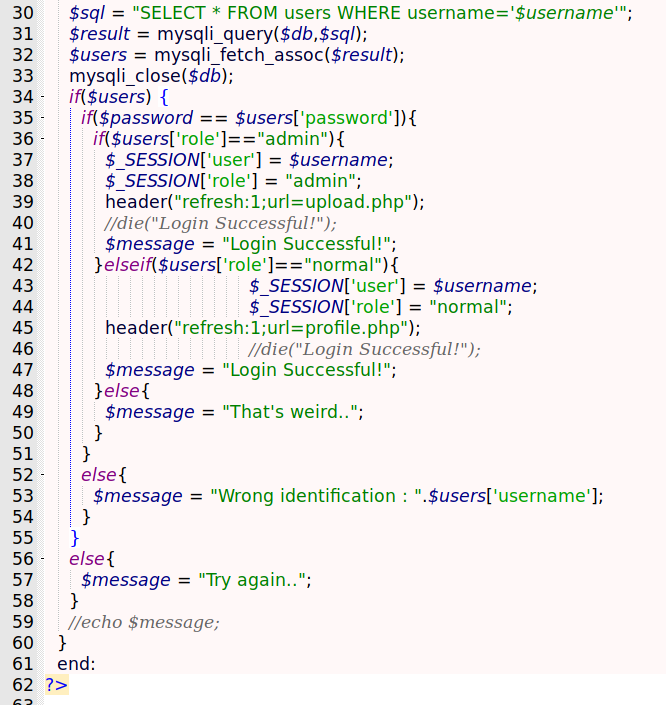 30 $sql = "SELECT * FROM users WHERE username='$username'";
31 $result = mysqli_query($db,$sql);
32 $users = mysqli_fetch_assoc($result);
33 mysqli_close($db);
34 - if($users) {
35 - if($password == $users['password']){
36 - if($users['role']=="admin"){
37 $_SESSION['user'] = $username;
38 $_SESSION['role'] = "admin";
39 header("refresh:1;url=upload.php");
40 //die("Login Successful!");
41 $message = "Login Successful!";
42 }elseif($users['role']=="normal"){
43 $_SESSION['user'] = $username;
44 $_SESSION['role'] = "normal";
45 header("refresh:1;url=profile.php");
46 //die("Login Successful!");
47 $message = "Login Successful!";
48 }else{
49 $message = "That's weird..";
50 }
51 }
52 - else{
53 $message = "Wrong identification : ".$users['username'];
54 }
55 }
56 - else{
57 $message = "Try again..";
58 }
59 //echo $message;
60 }
61 end:
62 ?>
63